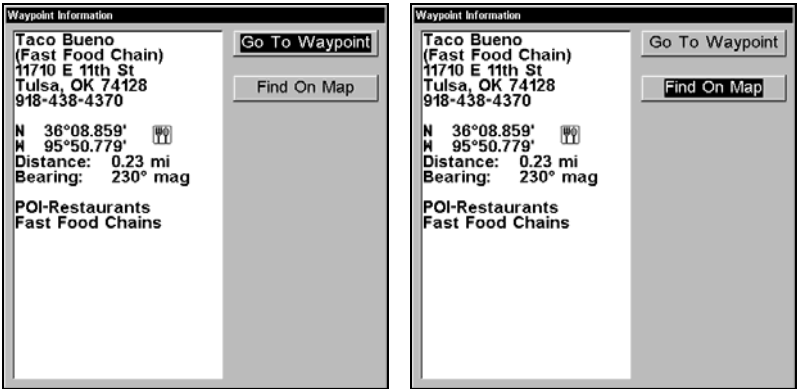 Waypoint Information
Taco Bueno
(Fast Food Chain)
11710 E 11th St
Tulsa, OK 74128
918-438-4370
N 36°08.859'
W 95°50.779'
Distance: 0.23 mi
Bearing: 230° mag
POI-Restaurants
Fast Food Chains
Go To Waypoint
Find On Map
Waypoint Information
Taco Bueno
(Fast Food Chain)
11710 E 11th St
Tulsa, OK 74128
918-438-4370
N 36°08.859'
W 95°50.779'
Distance: 0.23 mi
Bearing: 230° mag
POI-Restaurants
Fast Food Chains
Go To Waypoint
Find On Map